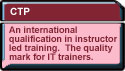 CTP
An international
qualification in instructor
led training. The quality
mark for IT trainers.